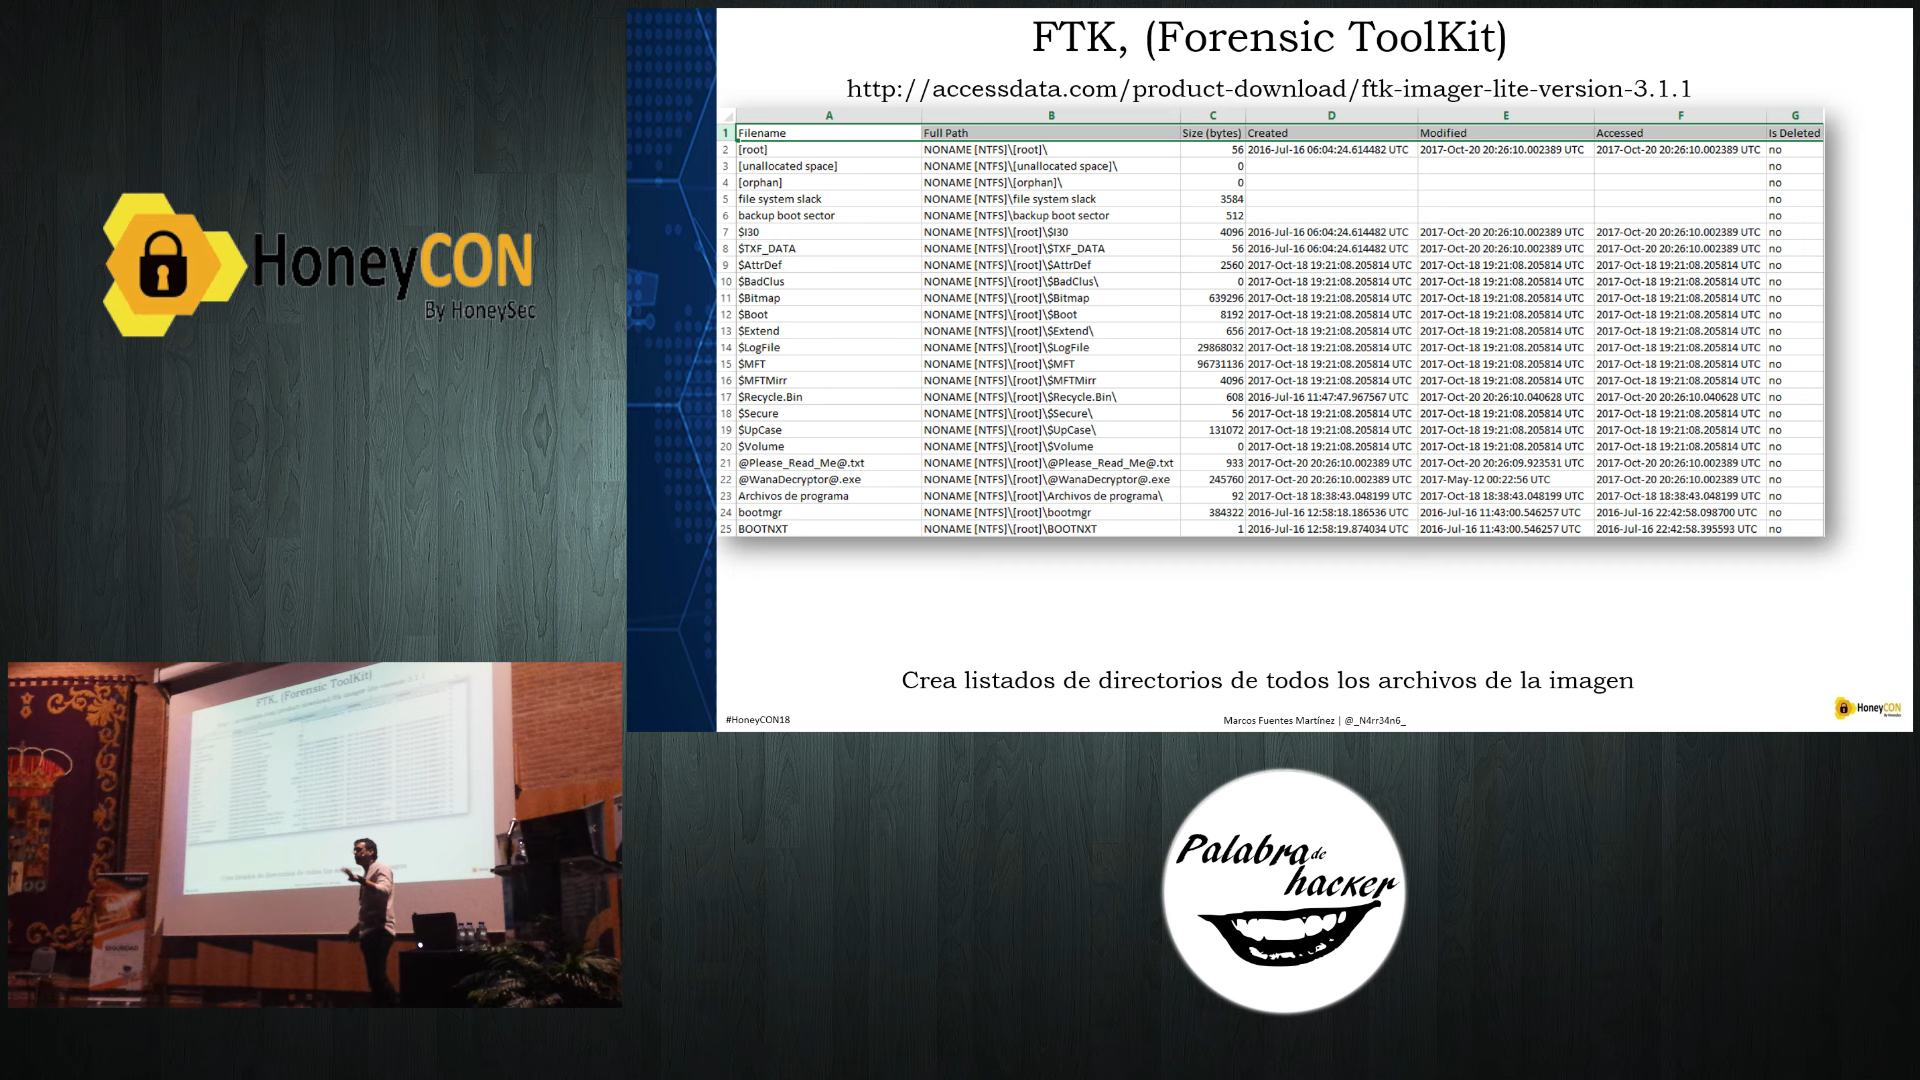 HoneyCON
By HoneySec
FTK, (Forensic ToolKit)
http://accessdata.com/product-download/ftk-imager-lite-version-3.1.1
A B C D E F G
1 Filename Full Path Size (bytes) Created Modified Accessed Is Deleted
2 [root] NONAME [NTFS]\[root]\ 56 2016-Jul-16 06:04:24.614482 UTC 2017-Oct-20 20:26:10.002389 UTC 2017-Oct-20 20:26:10.002389 UTC no
3 [unallocated space] NONAME [NTFS]\[unallocated space]\ 0 no
4 [orphan] NONAME [NTFS]\[orphan]\ 0 no
5 file system slack NONAME [NTFS]\file system slack 3584 no
6 backup boot sector NONAME [NTFS]\backup boot sector 512 no
7 $I30 NONAME [NTFS]\[root]\$I30 4096 2016-Jul-16 06:04:24.614482 UTC 2017-Oct-20 20:26:10.002389 UTC 2017-Oct-20 20:26:10.002389 UTC no
8 $TXF_DATA NONAME [NTFS]\[root]\$TXF_DATA 56 2016-Jul-16 06:04:24.614482 UTC 2017-Oct-20 20:26:10.002389 UTC 2017-Oct-20 20:26:10.002389 UTC no
9 $AttrDef NONAME [NTFS]\[root]\$AttrDef 2560 2017-Oct-18 19:21:08.205814 UTC 2017-Oct-18 19:21:08.205814 UTC 2017-Oct-18 19:21:08.205814 UTC no
10 $BadClus NONAME [NTFS]\[root]\$BadClus\ 0 2017-Oct-18 19:21:08.205814 UTC 2017-Oct-18 19:21:08.205814 UTC 2017-Oct-18 19:21:08.205814 UTC no
11 $Bitmap NONAME [NTFS]\[root]\$Bitmap 639296 2017-Oct-18 19:21:08.205814 UTC 2017-Oct-18 19:21:08.205814 UTC 2017-Oct-18 19:21:08.205814 UTC no
12 $Boot NONAME [NTFS]\[root]\$Boot 8192 2017-Oct-18 19:21:08.205814 UTC 2017-Oct-18 19:21:08.205814 UTC 2017-Oct-18 19:21:08.205814 UTC no
13 $Extend NONAME [NTFS]\[root]\$Extend\ 656 2017-Oct-18 19:21:08.205814 UTC 2017-Oct-18 19:21:08.205814 UTC 2017-Oct-18 19:21:08.205814 UTC no
14 $LogFile NONAME [NTFS]\[root]\$LogFile 29868032 2017-Oct-18 19:21:08.205814 UTC 2017-Oct-18 19:21:08.205814 UTC 2017-Oct-18 19:21:08.205814 UTC no
15 $MFT NONAME [NTFS]\[root]\$MFT 96731136 2017-Oct-18 19:21:08.205814 UTC 2017-Oct-18 19:21:08.205814 UTC 2017-Oct-18 19:21:08.205814 UTC no
16 $MFTMirr NONAME [NTFS]\[root]\$MFTMirr 4096 2017-Oct-18 19:21:08.205814 UTC 2017-Oct-18 19:21:08.205814 UTC 2017-Oct-18 19:21:08.205814 UTC no
17 $Recycle.Bin NONAME [NTFS]\[root]\$Recycle.Bin\ 608 2016-Jul-16 11:47:47.967567 UTC 2017-Oct-20 20:26:10.040628 UTC 2017-Oct-20 20:26:10.040628 UTC no
18 $Secure NONAME [NTFS]\[root]\$Secure\ 56 2017-Oct-18 19:21:08.205814 UTC 2017-Oct-18 19:21:08.205814 UTC 2017-Oct-18 19:21:08.205814 UTC no
19 $UpCase NONAME [NTFS]\[root]\$UpCase\ 131072 2017-Oct-18 19:21:08.205814 UTC 2017-Oct-18 19:21:08.205814 UTC 2017-Oct-18 19:21:08.205814 UTC no
20 $Volume NONAME [NTFS]\[root]\$Volume 0 2017-Oct-18 19:21:08.205814 UTC 2017-Oct-18 19:21:08.205814 UTC 2017-Oct-18 19:21:08.205814 UTC no
21 @Please_Read_Me@.txt NONAME [NTFS]\[root]\@Please_Read_Me@.txt 933 2017-Oct-20 20:26:10.002389 UTC 2017-Oct-20 20:26:09.923531 UTC 2017-Oct-20 20:26:10.002389 UTC no
22 @WanaDecryptor@.exe NONAME [NTFS]\[root]\@WanaDecryptor@.exe 245760 2017-Oct-20 20:26:10.002389 UTC 2017-May-12 00:22:56 UTC 2017-Oct-20 20:26:10.002389 UTC no
23 Archivos de programa NONAME [NTFS]\[root]\Archivos de programa\ 92 2017-Oct-18 18:38:43.048199 UTC 2017-Oct-18 18:38:43.048199 UTC 2017-Oct-18 18:38:43.048199 UTC no
24 bootmgr NONAME [NTFS]\[root]\bootmgr 384322 2016-Jul-16 12:58:18.186536 UTC 2016-Jul-16 11:43:00.546257 UTC 2016-Jul-16 22:42:58.098700 UTC no
25 BOOTNXT NONAME [NTFS]\[root]\BOOTNXT 1 2016-Jul-16 12:58:19.874034 UTC 2016-Jul-16 11:43:00.546257 UTC 2016-Jul-16 22:42:58.395593 UTC no
Crea listados de directorios de todos los archivos de la imagen
#HoneyCON18
Marcos Fuentes Martínez | @_N4rr34n6_
HoneyCON
FTK, (Forensic ToolKit)
SEGURIDAD
Palabra de
hacker